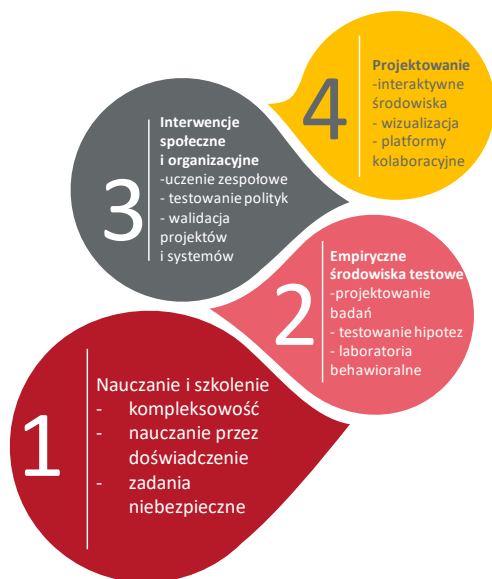 4
Projektowanie
-interaktywne
środowiska
- wizualizacja
- platformy
kolaboracyjne
3
Interwencje
społeczne
i organizacyjne
-uczenie zespołowe
- testowanie polityk
- walidacja
projektów
i systemów
2
Empiryczne
środowiska testowe
-projektowanie
badań
- testowanie hipotez
- laboratoria
behawioralne
1
Nauczanie i szkolenie
- kompleksowość
- nauczanie przez
doświadczenie
- zadania
niebezpieczne